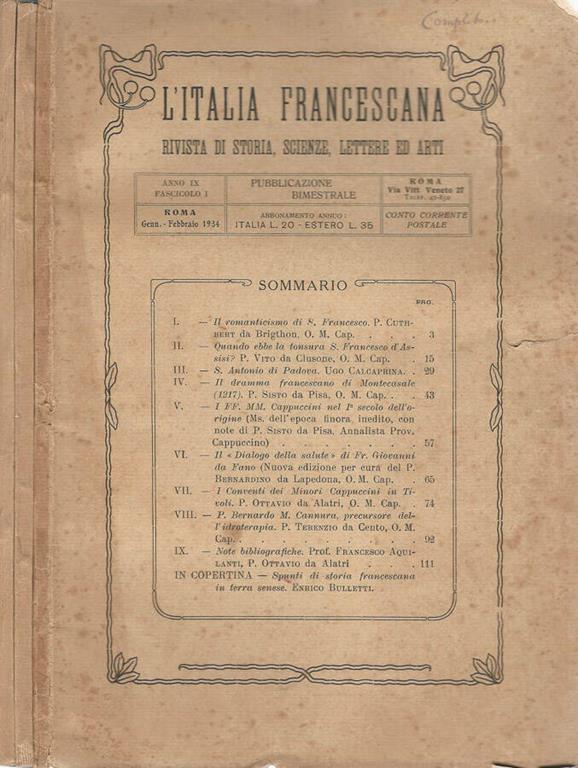 Complet..
L'ITALIA FRANCESCANA
RIVISTA DI STORIA, SCIENZE, LETTERE ED ARTI
ANNO IX
FASCICOLO I
PUBBLICAZIONE
BIMESTRALE
ROMA
Via Vitt Veneto 27
TELEF. 42-850
ROMA
Genn. - Febbraio 1934
ABBONAMENTO ANNUO:
ITALIA L. 20 - ESTERO L. 35
CONTO CORRENTE
POSTALE
SOMMARIO
PAG.
I. — Il romanticismo di S. Francesco. P. CUTH-
BERT da Brigthon, O. M. Cap. . . 3
II. — Quando ebbe la tonsura S. Francesco d'As-
sisi? P. VITO da Clusone, O. M. Cap. . 15
III. — S. Antonio di Padova. UGO CALCAPRINA. . 29
IV. — Il dramma francescano di Montecasale
(1217). P. SISTO da Pisa, O. M. Cap. . . 43
V. — I FF. MM. Cappuccini nel Iº secolo dell'o-
rigine (Ms. dell'epoca finora inedito, con
note di P. SISTO da Pisa, Annalista Prov.
Cappuccino) . . . . . . 57
VI. — Il « Dialogo della salute » di Fr. Giovanni
da Fano (Nuova edizione per cura del P.
BERNARDINO da Lapedona, O. M. Cap. . 65
VII. — I Conventi dei Minori Cappuccini in Ti-
voli. P. OTTAVIO da Alatri, O. M. Cap. . 74
VIII. — P. Bernardo M. Cannura, precursore del-
l'idroterapia. P. TERENZIO da Cento, O. M.
Cap. . . . . . . . . 92
IX. — Note bibliografiche. Prof. FRANCESCO AQUI-
LANTI, P. OTTAVIO da Alatri . . . 111
IN COPERTINA — Spunti di storia francescana
in terra senese. ENRICO BULLETTI.